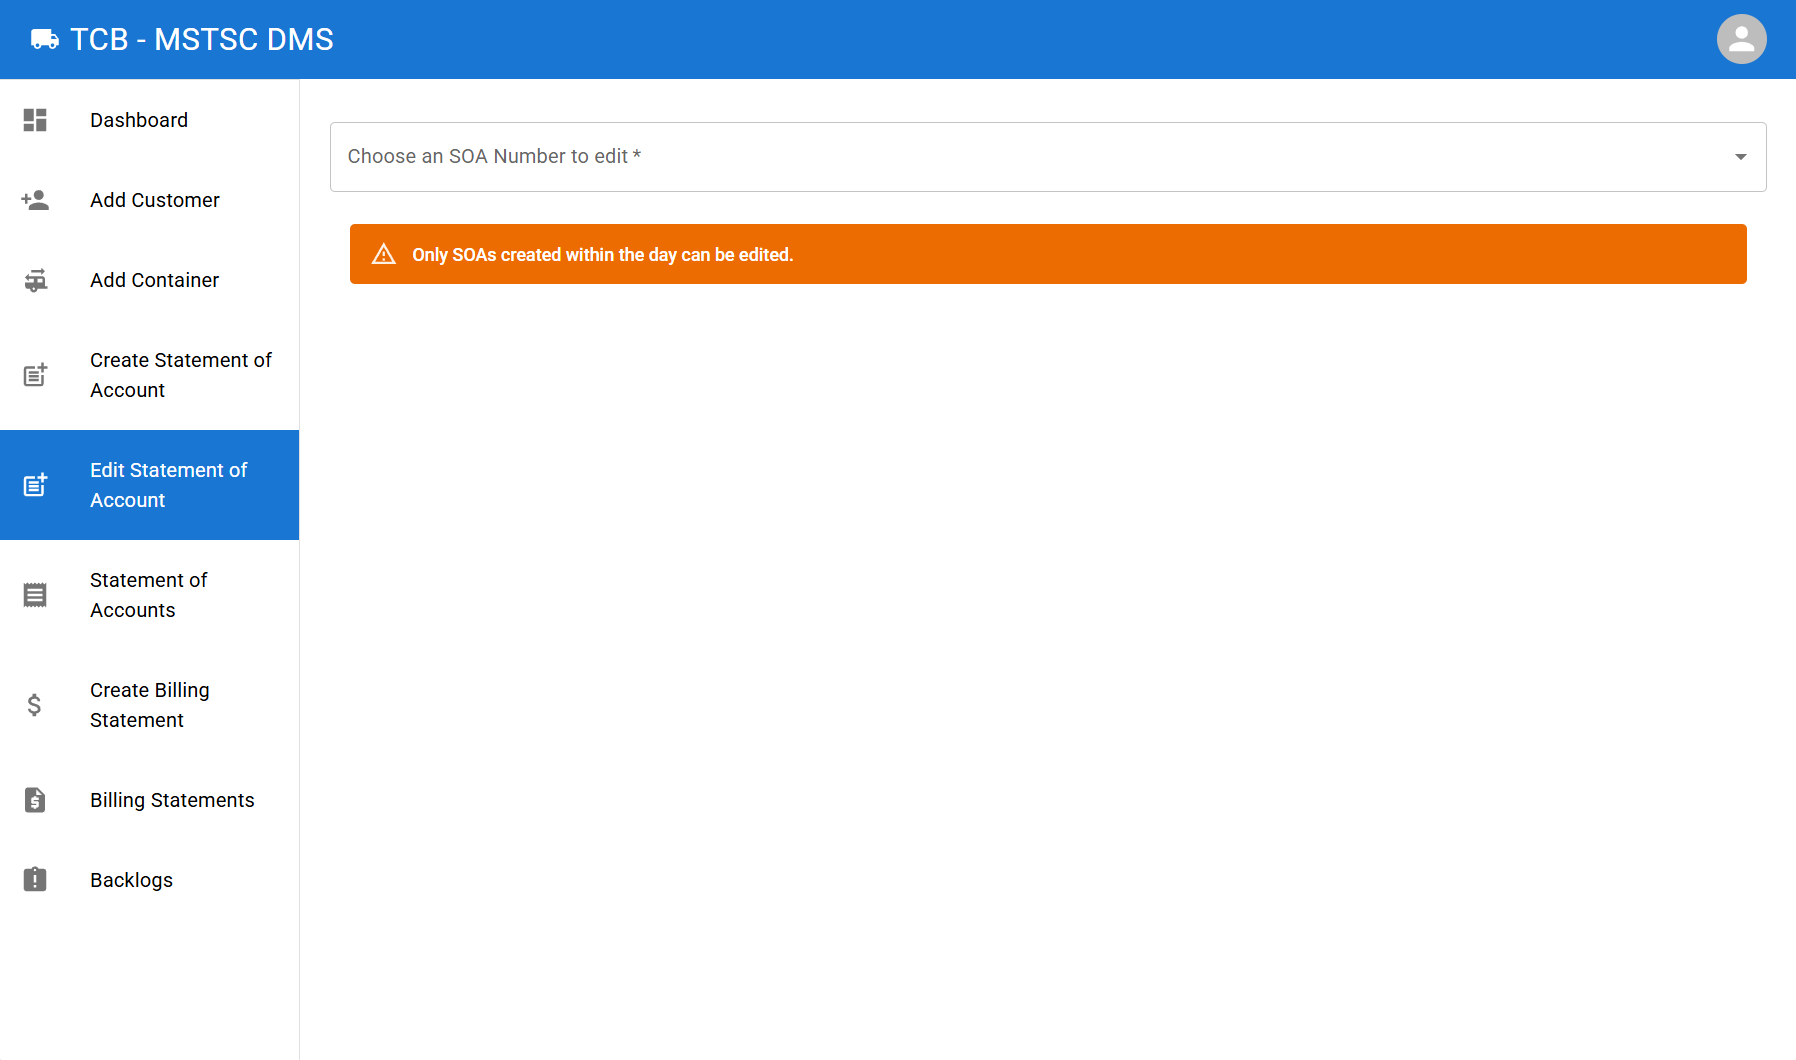 TCB - MSTSC DMS
Dashboard
Add Customer
Add Container
Create Statement of
Account
Edit Statement of
Account
Statement of
Accounts
Create Billing
Statement
Billing Statements
Backlogs
Choose an SOA Number to edit *
Only SOAs created within the day can be edited.